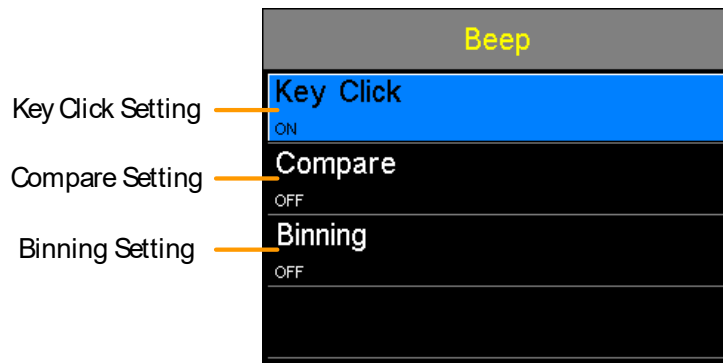 Beep
Key Click Setting
Key Click
ON
Compare Setting
Compare
OFF
Binning Setting
Binning
OFF